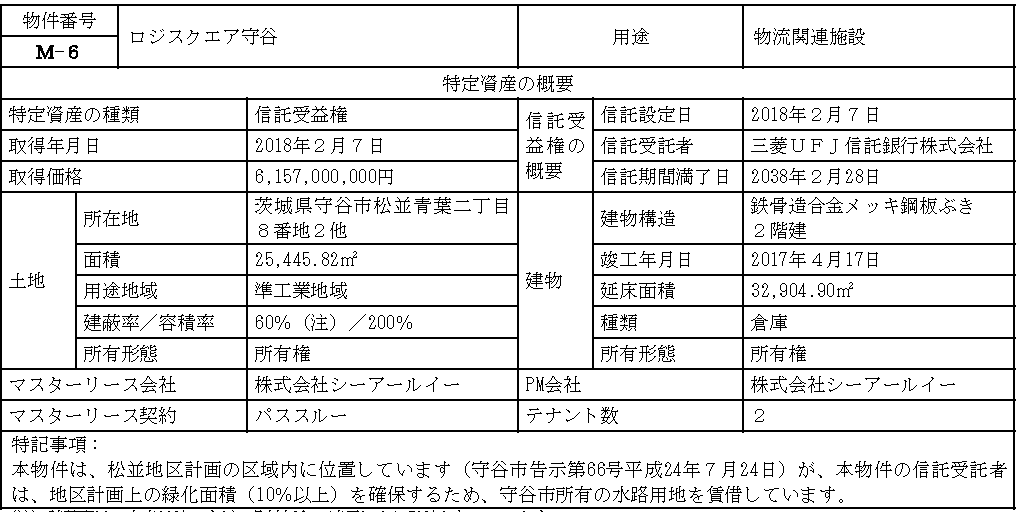 物件番号
M-6
ロジスクエア守谷
用途
物流関連施設
特定資産の概要
特定資産の種類
信託受益権
信託受益権の概要
信託設定日
2018年2月7日
取得年月日
2018年2月7日
信託受託者
三菱UFJ信託銀行株式会社
取得価格
6,157,000,000円
信託期間満了日
2038年2月28日
土地
所在地
茨城県守谷市松並青葉二丁目
8番地2他
建物
建物構造
鉄骨造合金メッキ鋼板ぶき
2階建
面積
25,445.82㎡
竣工年月日
2017年4月17日
用途地域
準工業地域
延床面積
32,904.90㎡
建蔽率/容積率
60%(注)/200%
種類
倉庫
所有形態
所有権
所有形態
所有権
マスターリース会社
株式会社シーアールイー
PM会社
株式会社シーアールイー
マスターリース契約
パススルー
テナント数
2
特記事項:
本物件は、松並地区計画の区域内に位置しています(守谷市告示第66号平成24年7月24日)が、本物件の信託受託者
は、地区計画上の緑化面積(10%以上)を確保するため、守谷市所有の水路用地を賃借しています。